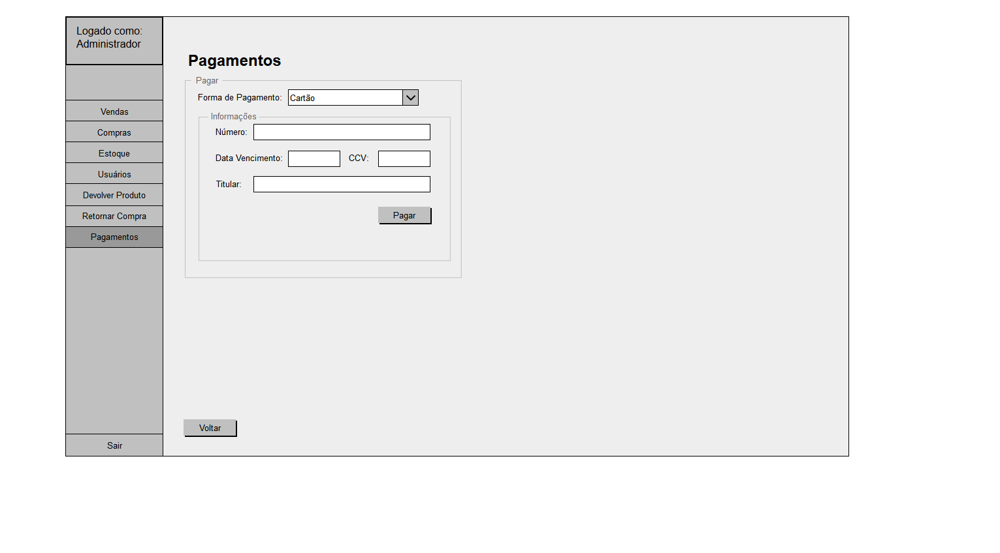 Logado como:
Administrador
Vendas
Compras
Estoque
Usuários
Devolver Produto
Retornar Compra
Pagamentos
Sair
Pagamentos
Pagar
Forma de Pagamento: Cartão
Informações
Número:
Data Vencimento: CCV:
Titular:
Pagar
Voltar